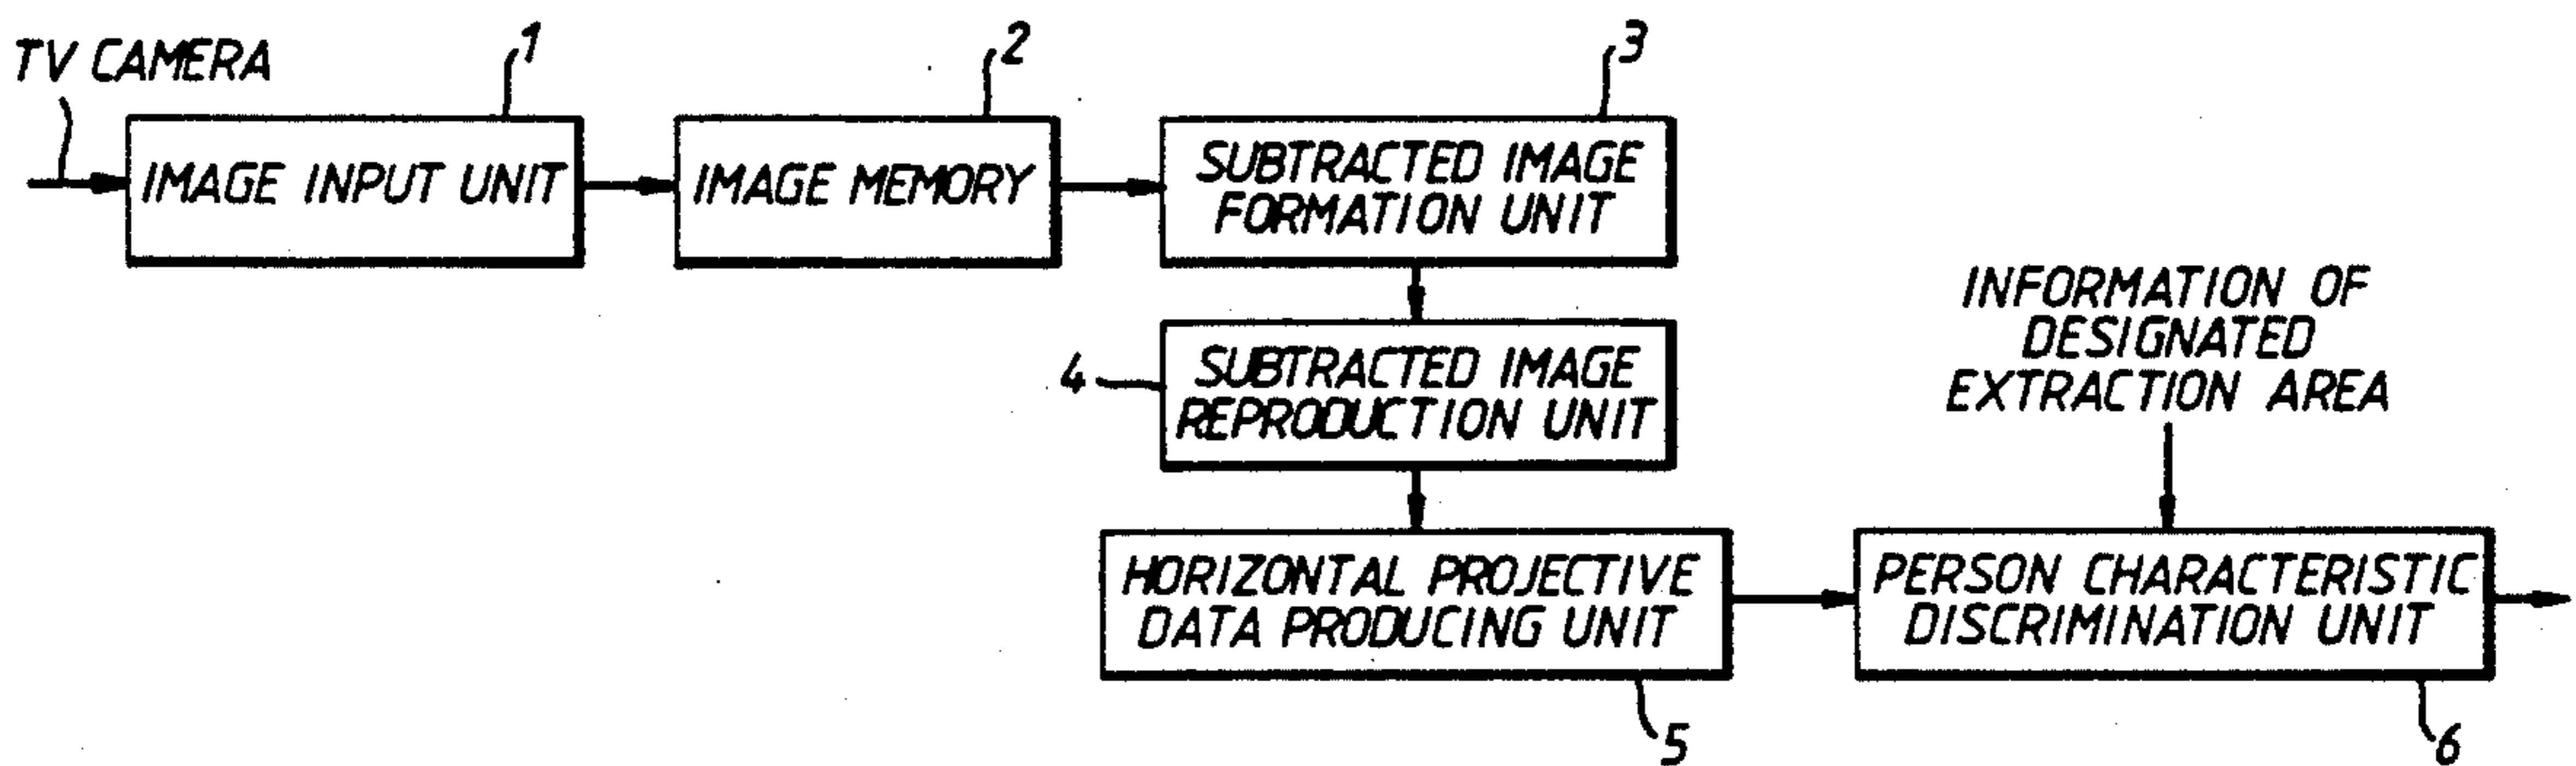 TV CAMERA
1
2
3
IMAGE INPUT UNIT
IMAGE MEMORY
SUBTRACTED IMAGE
FORMATION UNIT
4
SUBTRACTED IMAGE
REPRODUCTION UNIT
INFORMATION OF
DESIGNATED
EXTRACTION AREA
HORIZONTAL PROJECTIVE
DATA PRODUCING UNIT
PERSON CHARACTERISTIC
DISCRIMINATION UNIT
5
6